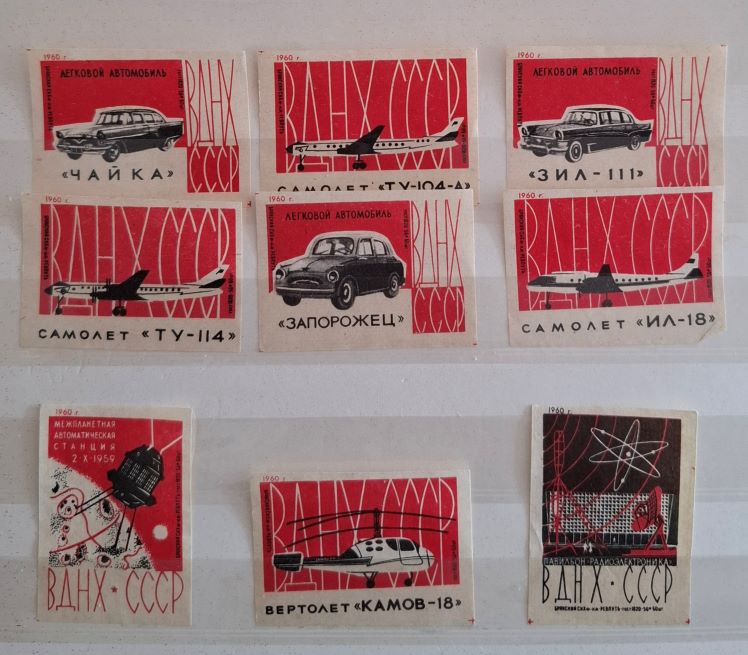 1960 г.
ЛЕГКОВОЙ АВТОМОБИЛЬ
ВДНХ
СССР
«ЧАЙКА»
1960 г.
ВДНХ СССР
САМОЛЕТ «ТУ-104-А»
1960 г.
ЛЕГКОВОЙ АВТОМОБИЛЬ
ВДНХ
СССР
«ЗИЛ-111»
1960 г.
ВДНХ СССР
САМОЛЕТ «ТУ-114»
1960 г.
ЛЕГКОВОЙ АВТОМОБИЛЬ
ВДНХ
СССР
«ЗАПОРОЖЕЦ»
1960 г.
ВДНХ СССР
САМОЛЕТ «ИЛ-18»
1960 г.
МЕЖПЛАНЕТНАЯ
АВТОМАТИЧЕСКАЯ
СТАНЦИЯ
2-X-1959
ВДНХ СССР
1960 г.
ВДНХ СССР
ВЕРТОЛЕТ «КАМОВ-18»
1960 г.
ПАВИЛЬОН РАДИОЭЛЕКТРОНИКА
ВДНХ · СССР